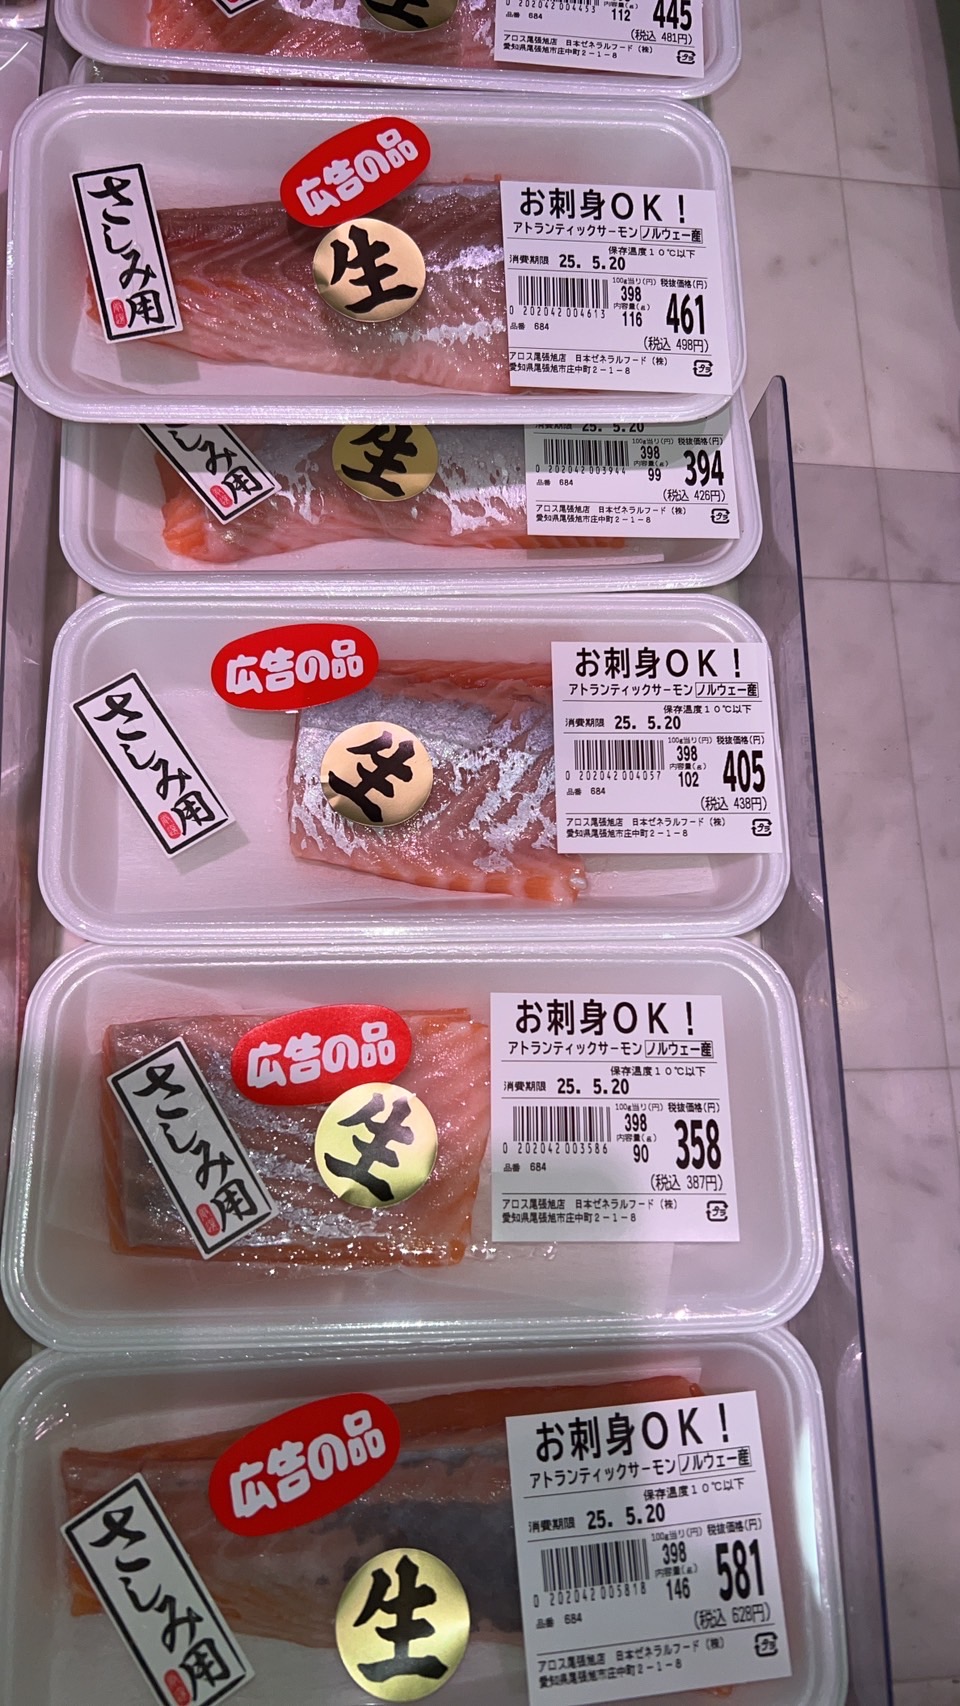 生
0 202042 004453
内容量(g)
112
445
品番 684
(税込 481円)
アロス尾張旭店 日本ゼネラルフード(株)
愛知県尾張旭市庄中町2-1-8
プラ
さしみ用
広告の品
生
お刺身OK!
アトランティックサーモン ノルウェー産
保存温度10℃以下
消費期限 25. 5.20
100g当り(円) 税抜価格(円)
398
内容量(g)
116
461
0 202042 004613
品番 684
(税込 498円)
アロス尾張旭店 日本ゼネラルフード(株)
愛知県尾張旭市庄中町2-1-8
プラ
さしみ用
生
消費期限 25. 5.20
100g当り(円) 税抜価格(円)
398
内容量(g)
99
394
0 202042 003944
品番 684
(税込 426円)
アロス尾張旭店 日本ゼネラルフード(株)
愛知県尾張旭市庄中町2-1-8
プラ
さしみ用
広告の品
生
お刺身OK!
アトランティックサーモン ノルウェー産
保存温度10℃以下
消費期限 25. 5.20
100g当り(円) 税抜価格(円)
398
内容量(g)
102
405
0 202042 004057
品番 684
(税込 438円)
アロス尾張旭店 日本ゼネラルフード(株)
愛知県尾張旭市庄中町2-1-8
プラ
さしみ用
広告の品
生
お刺身OK!
アトランティックサーモン ノルウェー産
保存温度10℃以下
消費期限 25. 5.20
100g当り(円) 税抜価格(円)
398
内容量(g)
90
358
0 202042 003586
品番 684
(税込 387円)
アロス尾張旭店 日本ゼネラルフード(株)
愛知県尾張旭市庄中町2-1-8
プラ
さしみ用
広告の品
生
お刺身OK!
アトランティックサーモン ノルウェー産
保存温度10℃以下
消費期限 25. 5.20
100g当り(円) 税抜価格(円)
398
内容量(g)
146
581
0 202042 005818
品番 684
(税込 628円)
アロス尾張旭店 日本ゼネラルフード(株)
愛知県尾張旭市庄中町2-1-8
プラ